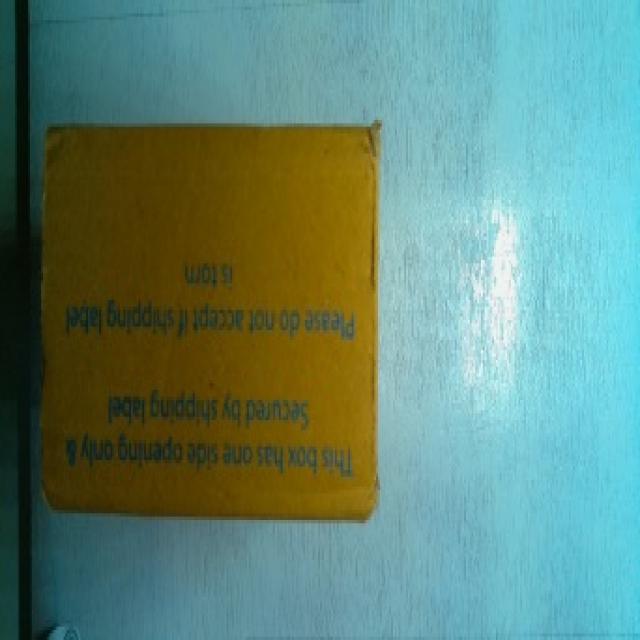 This box has one side opening only &
Secured by shipping label
Please do not accept if shipping label
is torn